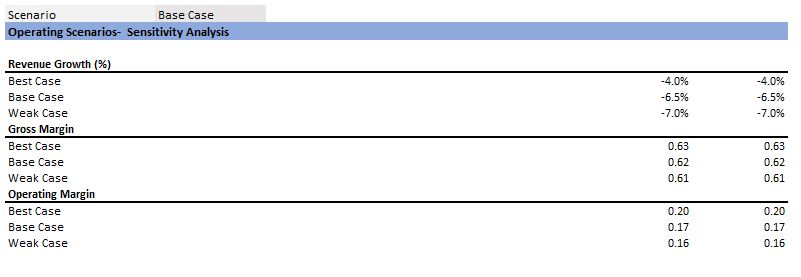 Scenario Base Case
Operating Scenarios-  Sensitivity Analysis
Revenue Growth (%)
Best Case -4.0% -4.0%
Base Case -6.5% -6.5%
Weak Case -7.0% -7.0%
Gross Margin
Best Case 0.63 0.63
Base Case 0.62 0.62
Weak Case 0.61 0.61
Operating Margin
Best Case 0.20 0.20
Base Case 0.17 0.17
Weak Case 0.16 0.16